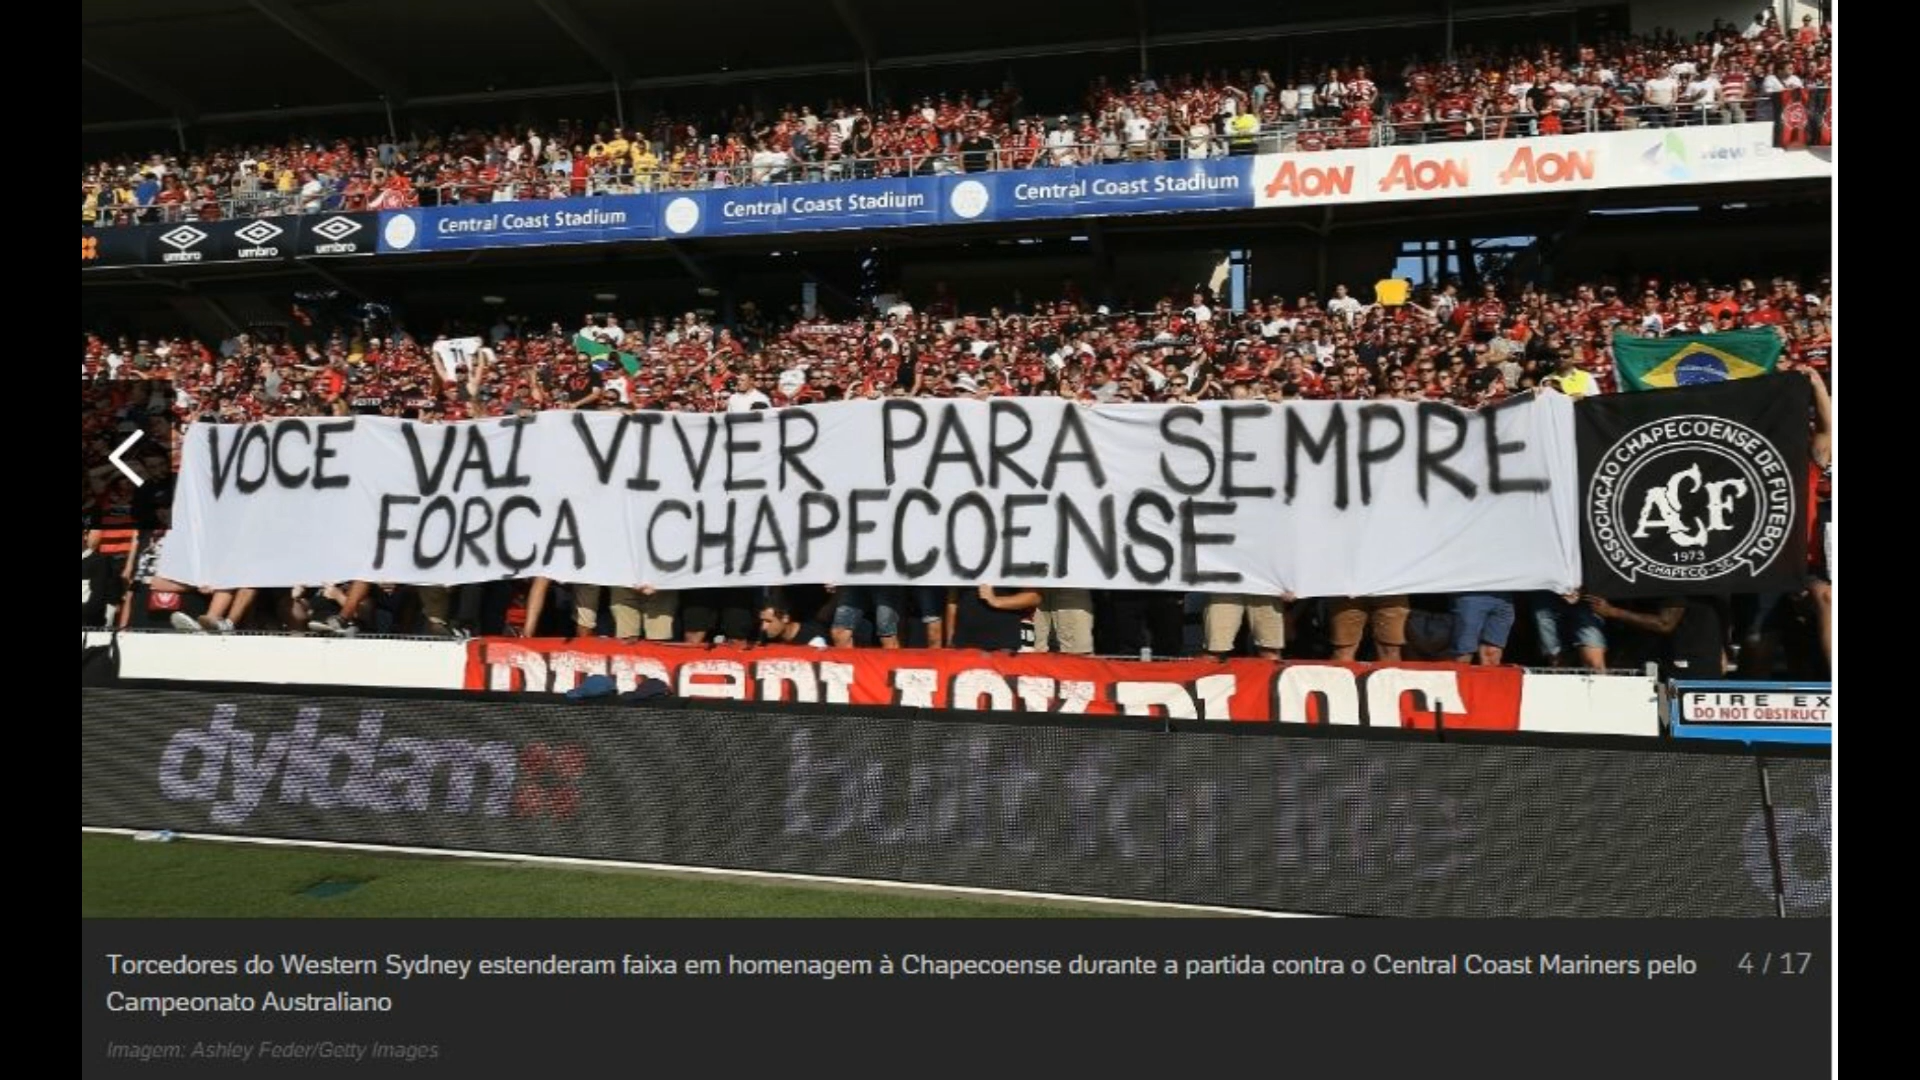 umbro
umbro
umbro
Central Coast Stadium
Central Coast Stadium
Central Coast Stadium
AON
AON
AON
VOCE VAI VIVER PARA SEMPRE
FORÇA CHAPECOENSE
ASSOCIAÇÃO CHAPECOENSE DE FUTEBOL
ACF
1973
CHAPECÓ - SC
FIRE EX
DO NOT OBSTRUCT
dyldam
built for life
Torcedores do Western Sydney estenderam faixa em homenagem à Chapecoense durante a partida contra o Central Coast Mariners pelo
Campeonato Australiano
4 / 17
Imagem: Ashley Feder/Getty Images